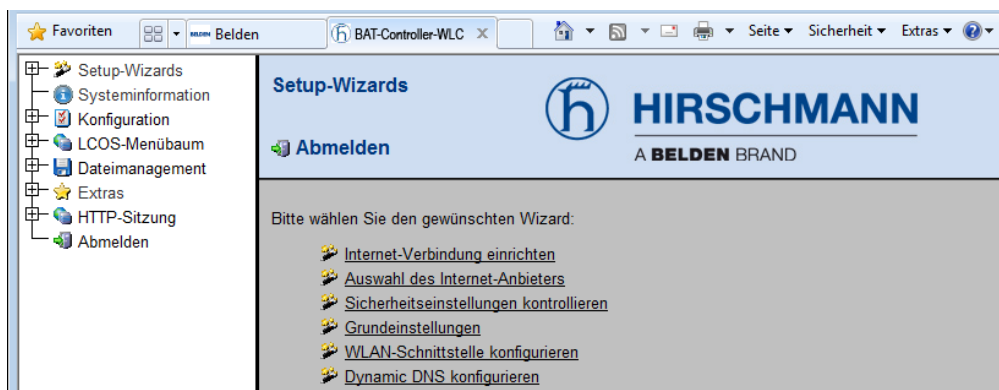 Favoriten
BELDEN Belden
BAT-Controller-WLC X
Seite
Sicherheit
Extras
Setup-Wizards
Systeminformation
Konfiguration
LCOS-Menübaum
Dateimanagement
Extras
HTTP-Sitzung
Abmelden
Setup-Wizards
Abmelden
HIRSCHMANN
A BELDEN BRAND
Bitte wählen Sie den gewünschten Wizard:
Internet-Verbindung einrichten
Auswahl des Internet-Anbieters
Sicherheitseinstellungen kontrollieren
Grundeinstellungen
WLAN-Schnittstelle konfigurieren
Dynamic DNS konfigurieren